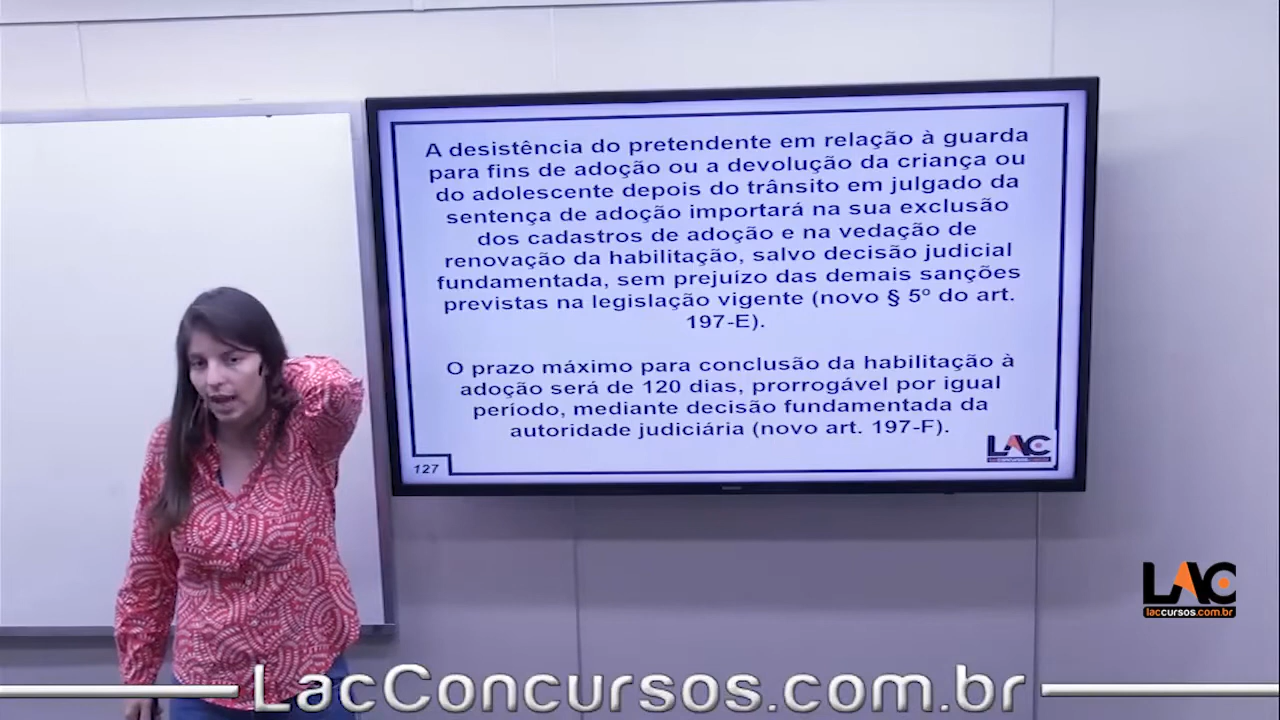 A desistência do pretendente em relação à guarda
para fins de adoção ou a devolução da criança ou
do adolescente depois do trânsito em julgado da
sentença de adoção importará na sua exclusão
dos cadastros de adoção e na vedação de
renovação da habilitação, salvo decisão judicial
fundamentada, sem prejuízo das demais sanções
previstas na legislação vigente (novo § 5º do art.
197-E).
O prazo máximo para conclusão da habilitação à
adoção será de 120 dias, prorrogável por igual
período, mediante decisão fundamentada da
autoridade judiciária (novo art. 197-F).
127
LAC
LAC
laccursos.com.br
LacConcursos.com.br